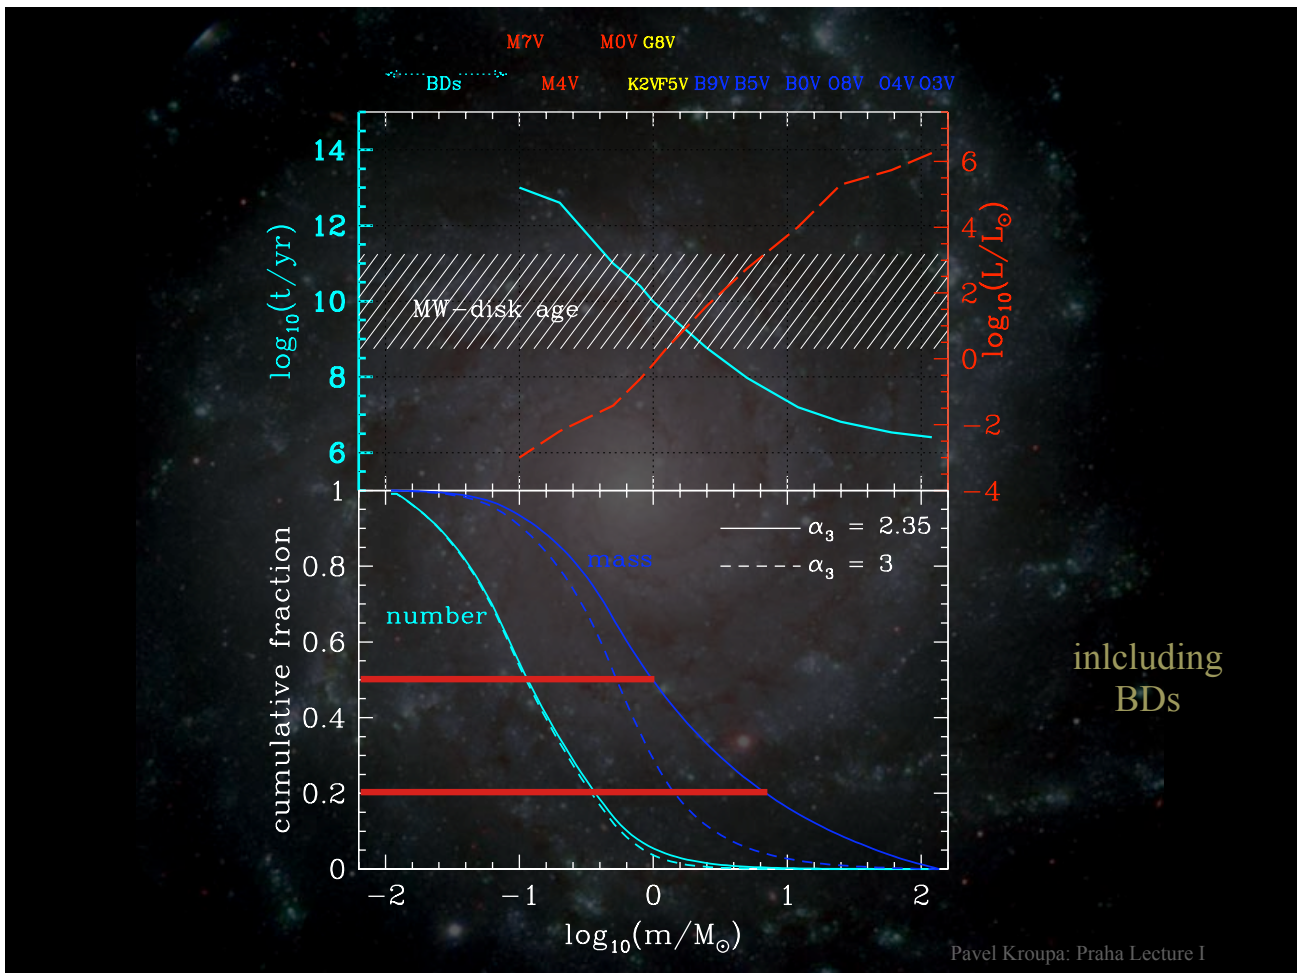 M7V M0V G8V
BDs M4V K2V F5V B9V B5V B0V O8V O4V O3V
14
12
10
8
6
log10(t/yr)
MW-disk age
6
4
2
0
−2
−4
log10(L/L⊙)
1
0.8
0.6
0.4
0.2
0
cumulative fraction
α3 = 2.35
α3 = 3
mass
number
−2 −1 0 1 2
log10(m/M⊙)
inlcuding
BDs
Pavel Kroupa: Praha Lecture I